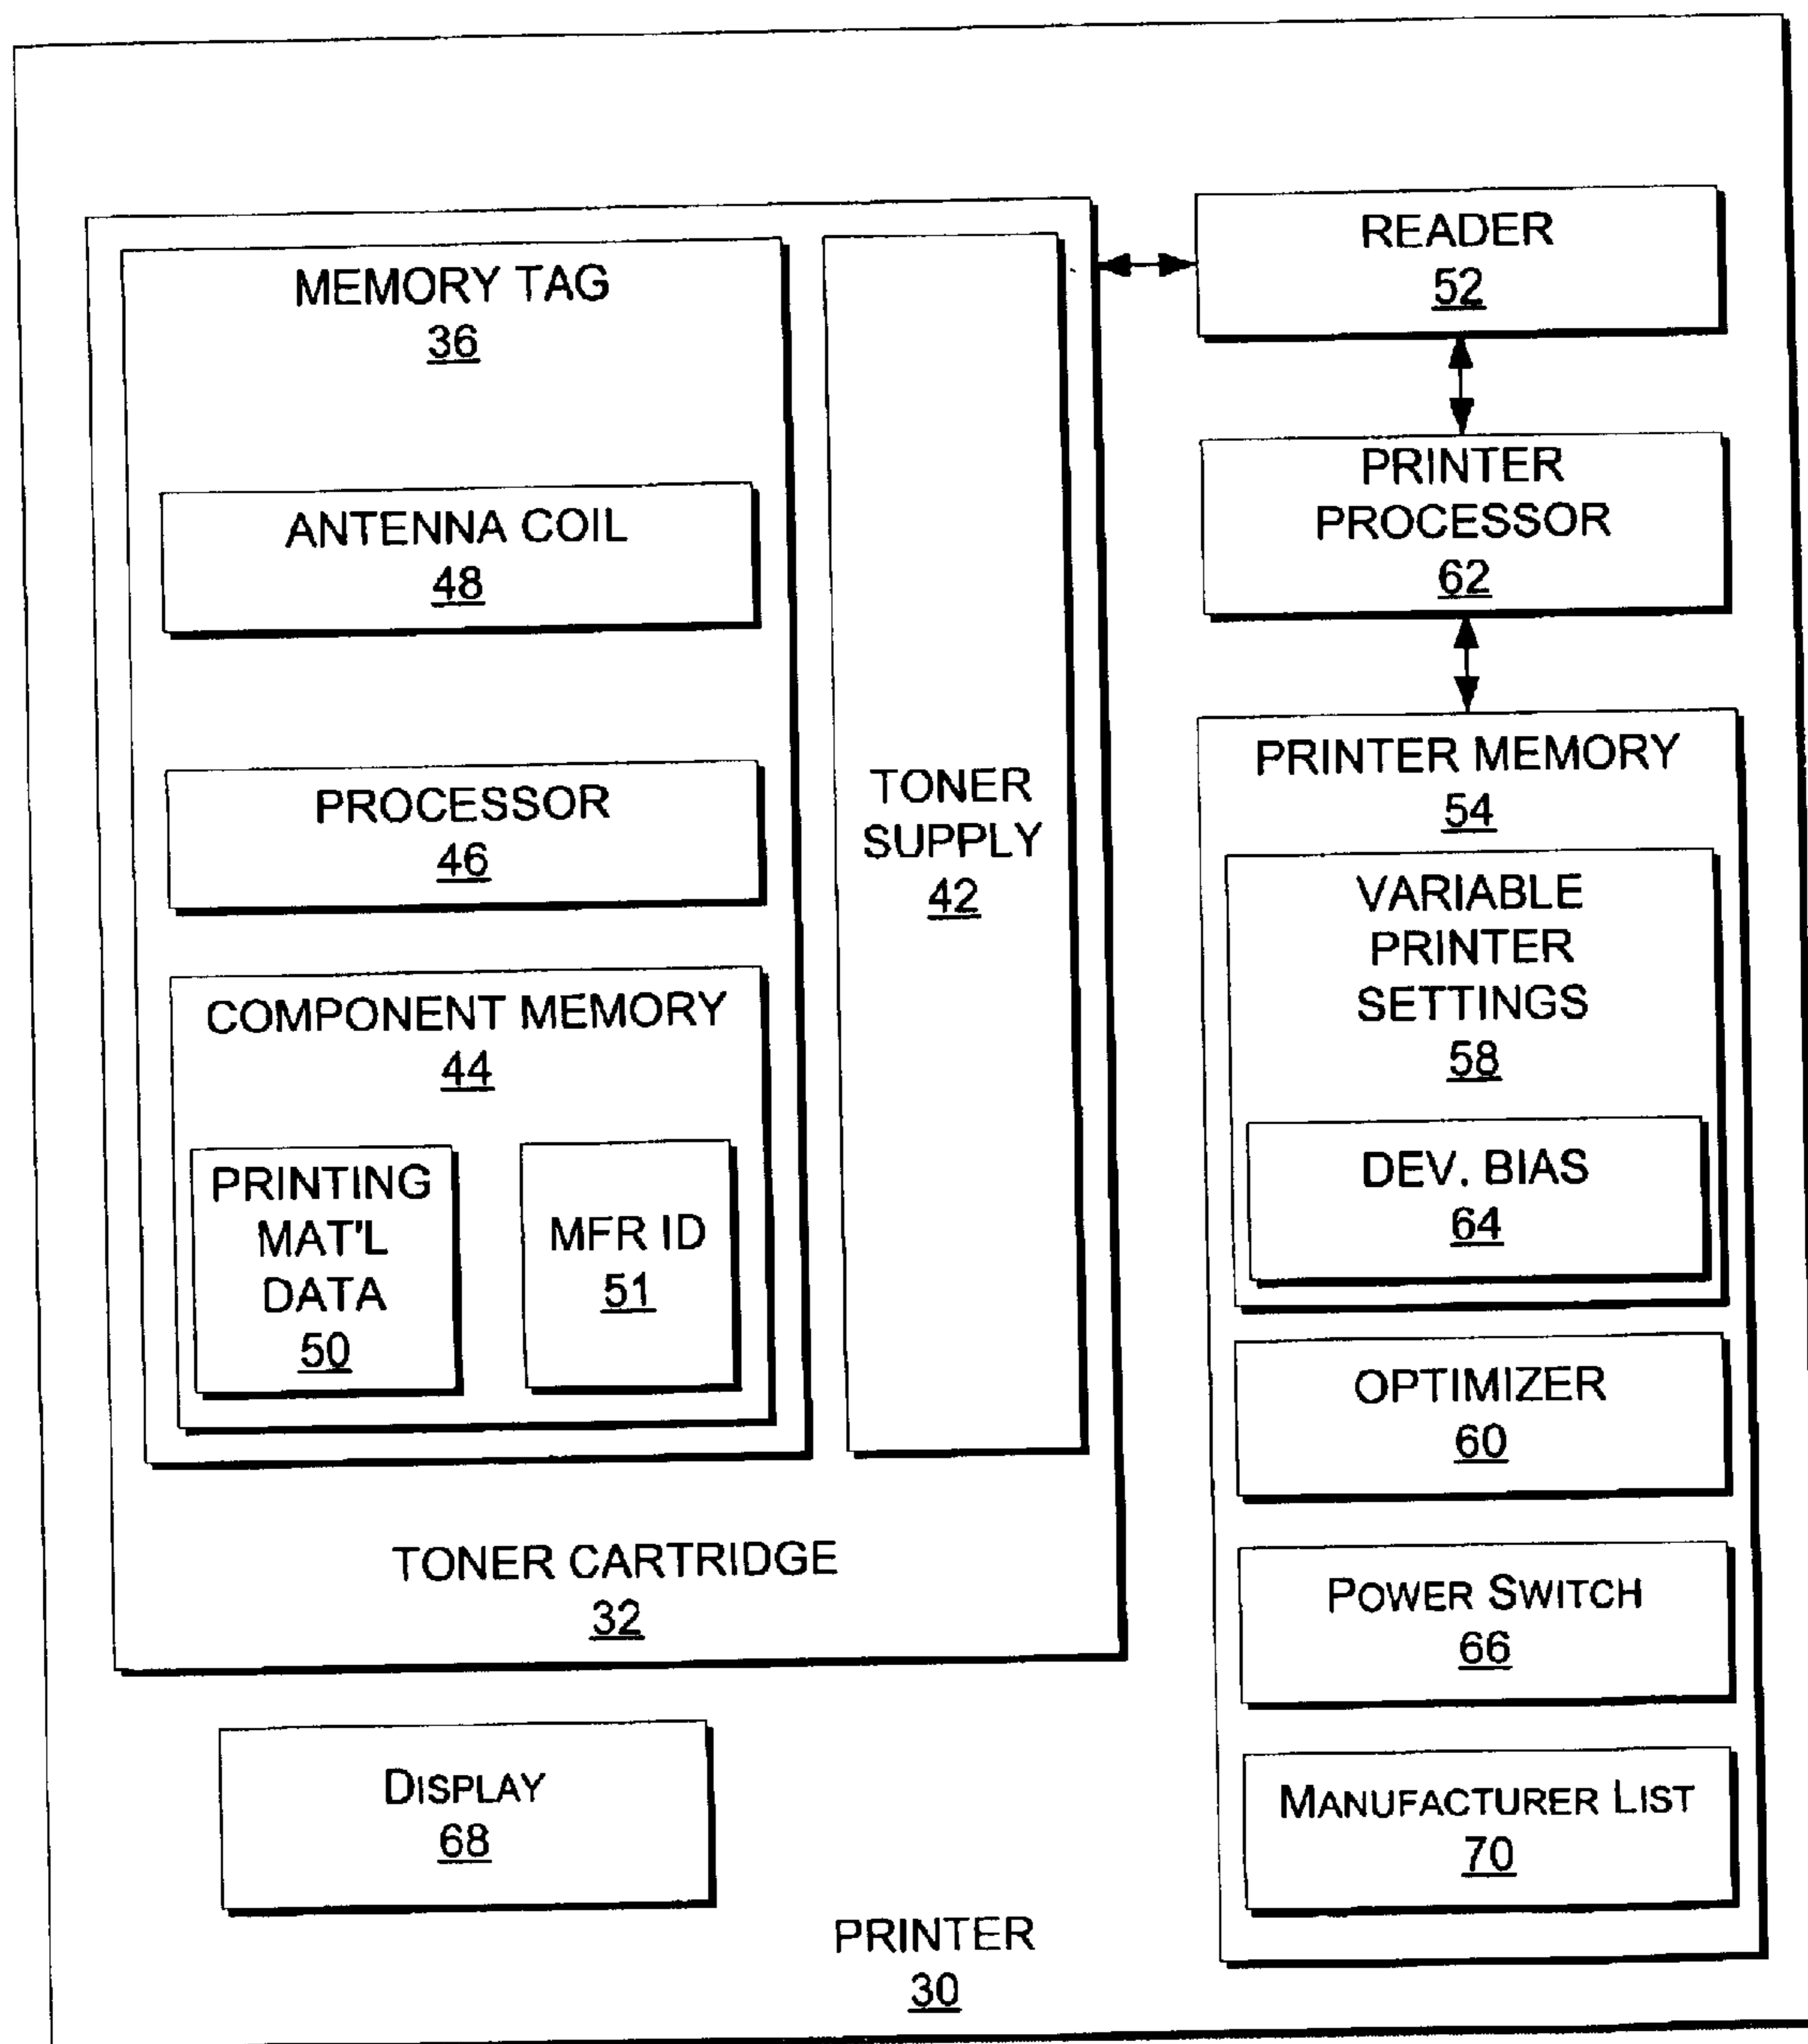 MEMORY TAG
36
ANTENNA COIL
48
PROCESSOR
46
COMPONENT MEMORY
44
PRINTING
MAT'L
DATA
50
MFR ID
51
TONER
SUPPLY
42
TONER CARTRIDGE
32
READER
52
PRINTER
PROCESSOR
62
PRINTER MEMORY
54
VARIABLE
PRINTER
SETTINGS
58
DEV. BIAS
64
OPTIMIZER
60
POWER SWITCH
66
MANUFACTURER LIST
70
DISPLAY
68
PRINTER
30